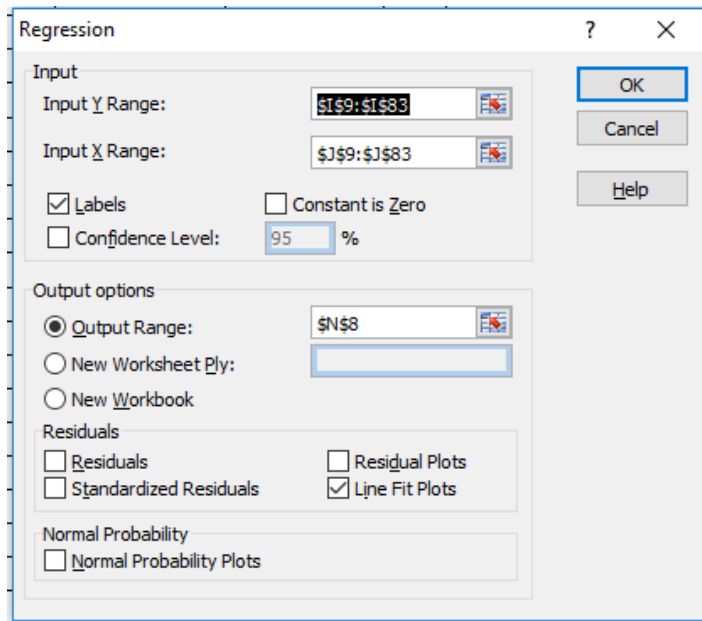 Regression ? ×
Input
Input Y Range: $I$9:$I$83
Input X Range: $J$9:$J$83
Labels Constant is Zero
Confidence Level: 95 %
OK
Cancel
Help
Output options
Output Range: $N$8
New Worksheet Ply:
New Workbook
Residuals
Residuals Residual Plots
Standardized Residuals Line Fit Plots
Normal Probability
Normal Probability Plots